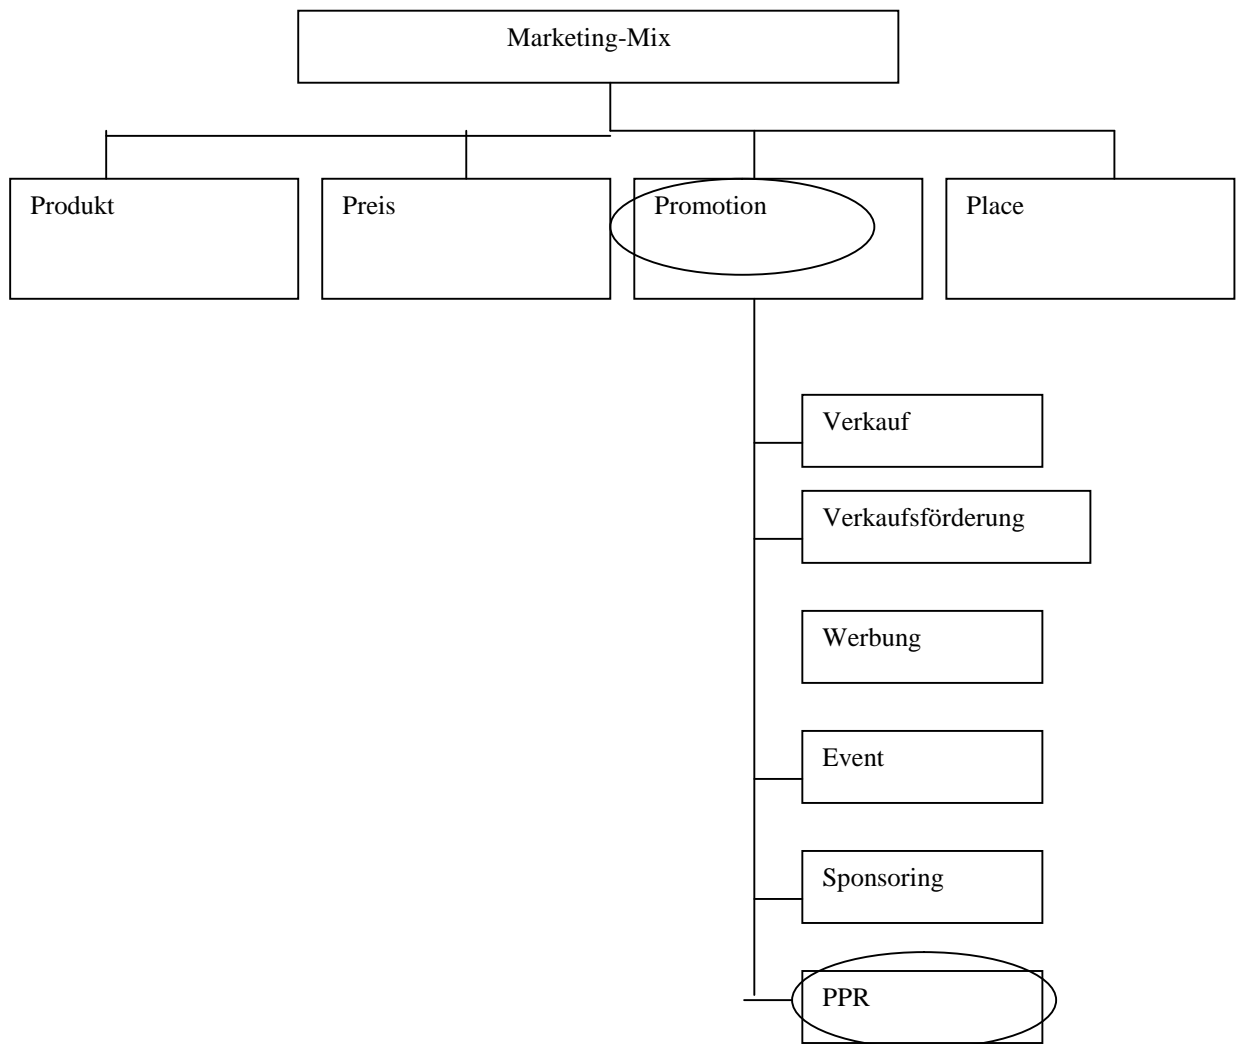 Marketing-Mix
Produkt
Preis
Promotion
Place
Verkauf
Verkaufsförderung
Werbung
Event
Sponsoring
PPR